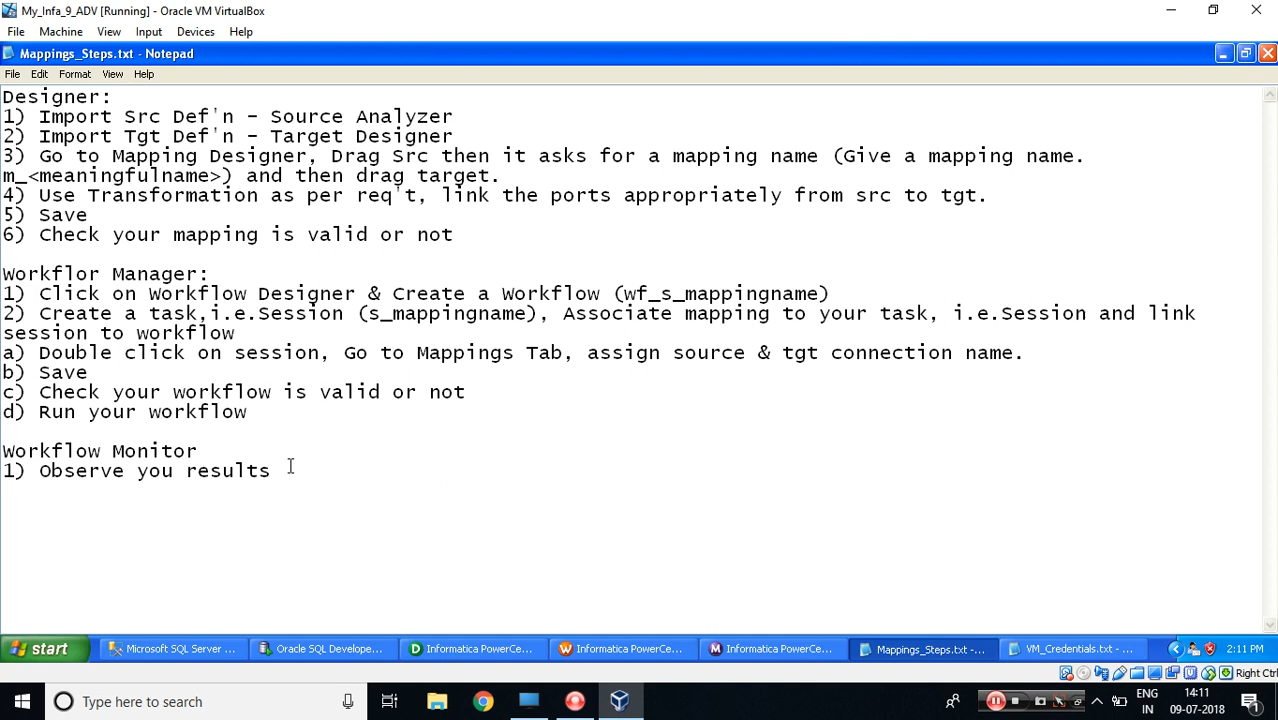 My_Infa_9_ADV [Running] - Oracle VM VirtualBox
File Machine View Input Devices Help
Mappings_Steps.txt - Notepad
File Edit Format View Help
Designer:
1) Import Src Def'n - Source Analyzer
2) Import Tgt Def'n - Target Designer
3) Go to Mapping Designer, Drag Src then it asks for a mapping name (Give a mapping name.
m_<meaningfulname>) and then drag target.
4) Use Transformation as per req't, link the ports appropriately from src to tgt.
5) Save
6) Check your mapping is valid or not
Workflor Manager:
1) Click on Workflow Designer & Create a Workflow (wf_s_mappingname)
2) Create a task,i.e.Session (s_mappingname), Associate mapping to your task, i.e.Session and link
session to workflow
a) Double click on session, Go to Mappings Tab, assign source & tgt connection name.
b) Save
c) Check your workflow is valid or not
d) Run your workflow
Workflow Monitor
1) Observe you results
start Microsoft SQL Server ... Oracle SQL Develope... Informatica PowerCe... Informatica PowerCe... Informatica PowerCe... Mappings_Steps.txt -... VM_Credentials.txt - ... 2:11 PM
Right Ctrl
Type here to search
ENG 14:11
IN 09-07-2018 1